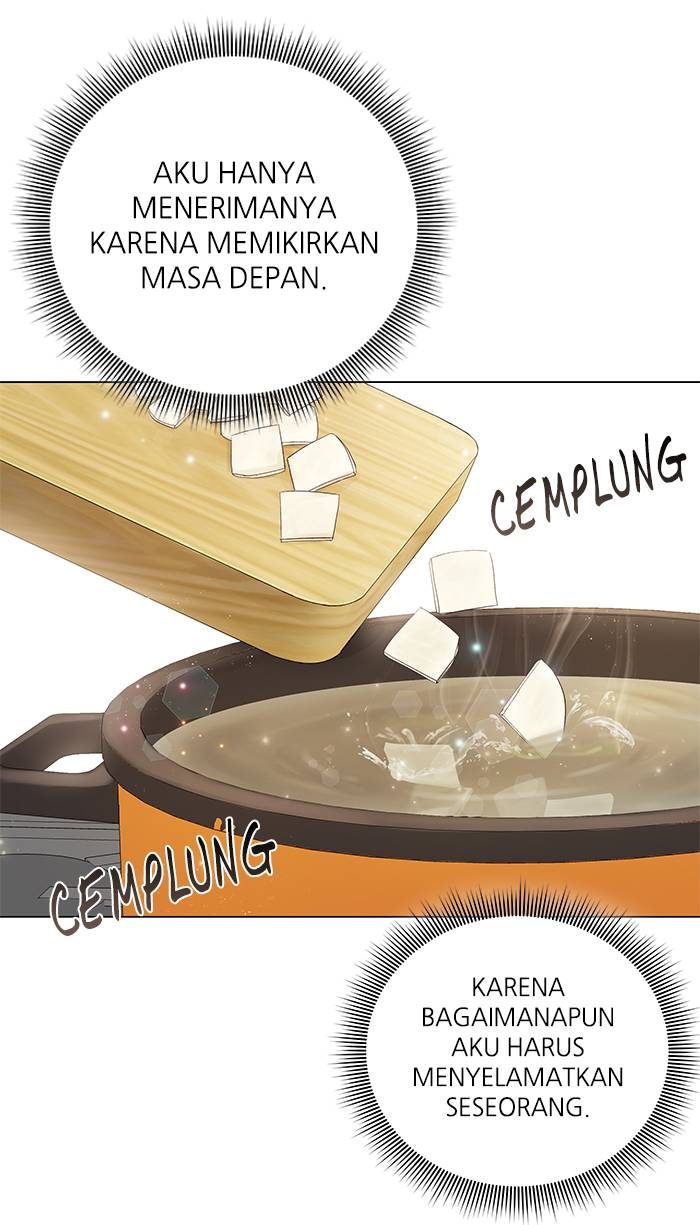 AKU HANYA
MENERIMANYA
KARENA MEMIKIRKAN
MASA DEPAN.
CEMPLUNG
CEMPLUNG
KARENA
BAGAIMANAPUN
AKU HARUS
MENYELAMATKAN
SESEORANG.